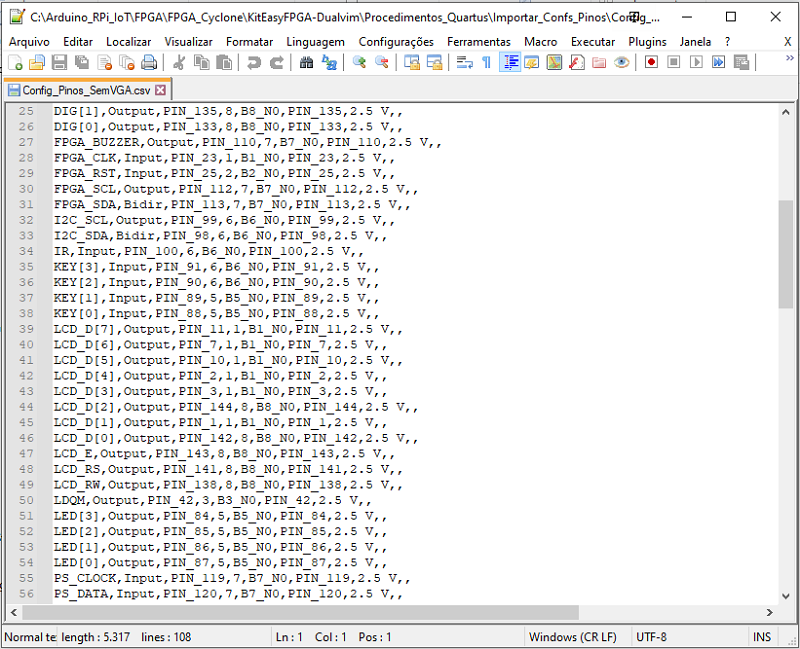 C:\Arduino_RPi_IoT\FPGA\FPGA_Cyclone\KitEasyFPGA-Dualvim\Procedimentos_Quartus\Importar_Confs_Pinos\Config_...
Arquivo Editar Localizar Visualizar Formatar Linguagem Configurações Ferramentas Macro Executar Plugins Janela ? X
Config_Pinos_SemVGA.csv
25 DIG[1],Output,PIN_135,8,B8_N0,PIN_135,2.5 V,,
26 DIG[0],Output,PIN_133,8,B8_N0,PIN_133,2.5 V,,
27 FPGA_BUZZER,Output,PIN_110,7,B7_N0,PIN_110,2.5 V,,
28 FPGA_CLK,Input,PIN_23,1,B1_N0,PIN_23,2.5 V,,
29 FPGA_RST,Input,PIN_25,2,B2_N0,PIN_25,2.5 V,,
30 FPGA_SCL,Output,PIN_112,7,B7_N0,PIN_112,2.5 V,,
31 FPGA_SDA,Bidir,PIN_113,7,B7_N0,PIN_113,2.5 V,,
32 I2C_SCL,Output,PIN_99,6,B6_N0,PIN_99,2.5 V,,
33 I2C_SDA,Bidir,PIN_98,6,B6_N0,PIN_98,2.5 V,,
34 IR,Input,PIN_100,6,B6_N0,PIN_100,2.5 V,,
35 KEY[3],Input,PIN_91,6,B6_N0,PIN_91,2.5 V,,
36 KEY[2],Input,PIN_90,6,B6_N0,PIN_90,2.5 V,,
37 KEY[1],Input,PIN_89,5,B5_N0,PIN_89,2.5 V,,
38 KEY[0],Input,PIN_88,5,B5_N0,PIN_88,2.5 V,,
39 LCD_D[7],Output,PIN_11,1,B1_N0,PIN_11,2.5 V,,
40 LCD_D[6],Output,PIN_7,1,B1_N0,PIN_7,2.5 V,,
41 LCD_D[5],Output,PIN_10,1,B1_N0,PIN_10,2.5 V,,
42 LCD_D[4],Output,PIN_2,1,B1_N0,PIN_2,2.5 V,,
43 LCD_D[3],Output,PIN_3,1,B1_N0,PIN_3,2.5 V,,
44 LCD_D[2],Output,PIN_144,8,B8_N0,PIN_144,2.5 V,,
45 LCD_D[1],Output,PIN_1,1,B1_N0,PIN_1,2.5 V,,
46 LCD_D[0],Output,PIN_142,8,B8_N0,PIN_142,2.5 V,,
47 LCD_E,Output,PIN_143,8,B8_N0,PIN_143,2.5 V,,
48 LCD_RS,Output,PIN_141,8,B8_N0,PIN_141,2.5 V,,
49 LCD_RW,Output,PIN_138,8,B8_N0,PIN_138,2.5 V,,
50 LDQM,Output,PIN_42,3,B3_N0,PIN_42,2.5 V,,
51 LED[3],Output,PIN_84,5,B5_N0,PIN_84,2.5 V,,
52 LED[2],Output,PIN_85,5,B5_N0,PIN_85,2.5 V,,
53 LED[1],Output,PIN_86,5,B5_N0,PIN_86,2.5 V,,
54 LED[0],Output,PIN_87,5,B5_N0,PIN_87,2.5 V,,
55 PS_CLOCK,Input,PIN_119,7,B7_N0,PIN_119,2.5 V,,
56 PS_DATA,Input,PIN_120,7,B7_N0,PIN_120,2.5 V,,
Normal te length : 5.317 lines : 108 Ln : 1 Col : 1 Pos : 1 Windows (CR LF) UTF-8 INS